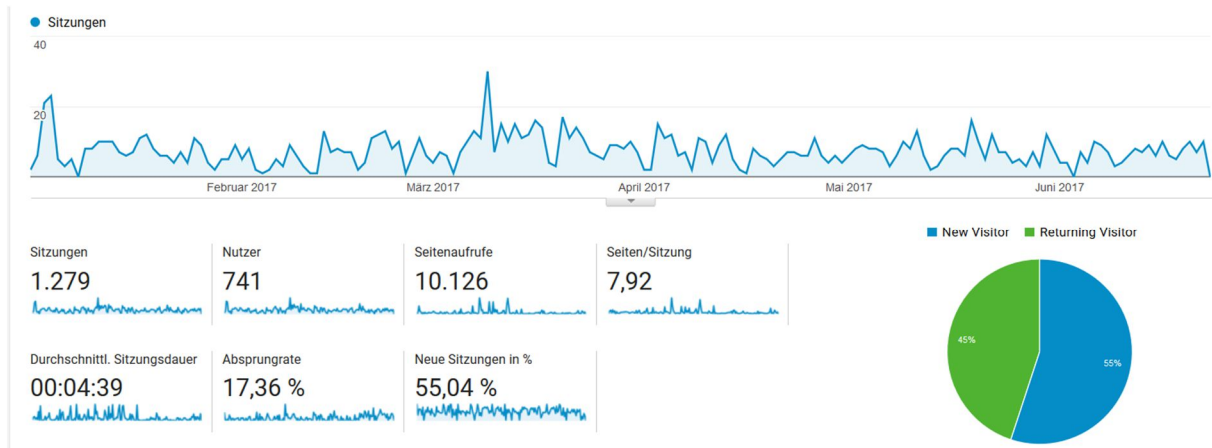 Sitzungen
40
20
Februar 2017 März 2017 April 2017 Mai 2017 Juni 2017
New Visitor Returning Visitor
Sitzungen Nutzer Seitenaufrufe Seiten/Sitzung
1.279 741 10.126 7,92
Durchschnittl. Sitzungsdauer Absprungrate Neue Sitzungen in %
00:04:39 17,36 % 55,04 %
45%
55%